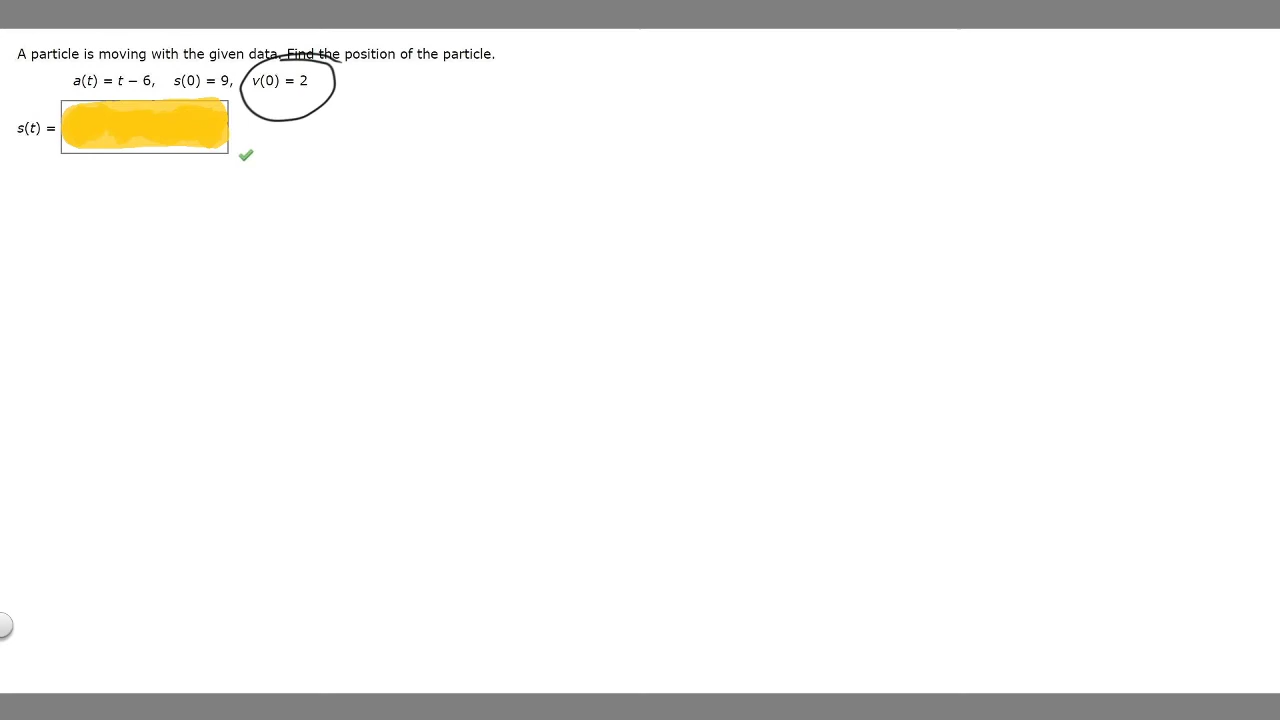 A particle is moving with the given data. Find the position of the particle.
a(t) = t − 6, s(0) = 9, v(0) = 2
s(t) =